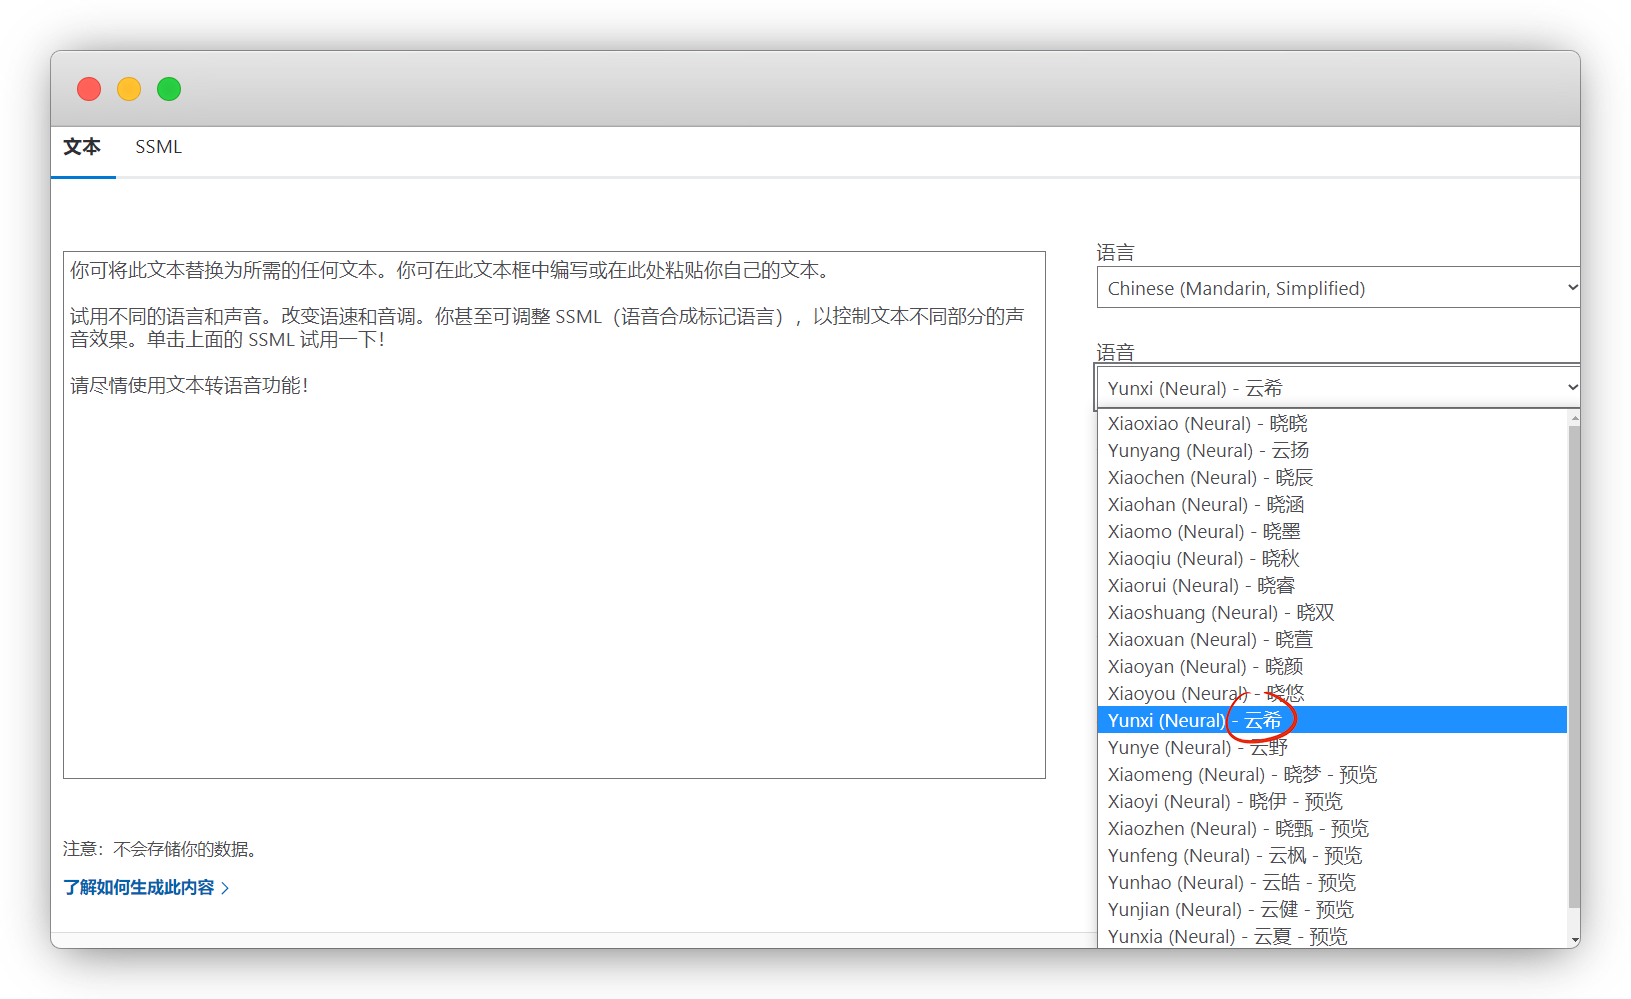 文本
SSML
你可将此文本替换为所需的任何文本。你可在此文本框中编写或在此处粘贴你自己的文本。
试用不同的语言和声音。改变语速和音调。你甚至可调整 SSML（语音合成标记语言），以控制文本不同部分的声
音效果。单击上面的 SSML 试用一下！
请尽情使用文本转语音功能！
注意：不会存储你的数据。
了解如何生成此内容 >
语言
Chinese (Mandarin, Simplified)
语音
Yunxi (Neural) - 云希
Xiaoxiao (Neural) - 晓晓
Yunyang (Neural) - 云扬
Xiaochen (Neural) - 晓辰
Xiaohan (Neural) - 晓涵
Xiaomo (Neural) - 晓墨
Xiaoqiu (Neural) - 晓秋
Xiaorui (Neural) - 晓睿
Xiaoshuang (Neural) - 晓双
Xiaoxuan (Neural) - 晓萱
Xiaoyan (Neural) - 晓颜
Xiaoyou (Neural) - 晓悠
Yunxi (Neural) - 云希
Yunye (Neural) - 云野
Xiaomeng (Neural) - 晓梦 - 预览
Xiaoyi (Neural) - 晓伊 - 预览
Xiaozhen (Neural) - 晓甄 - 预览
Yunfeng (Neural) - 云枫 - 预览
Yunhao (Neural) - 云皓 - 预览
Yunjian (Neural) - 云健 - 预览
Yunxia (Neural) - 云夏 - 预览